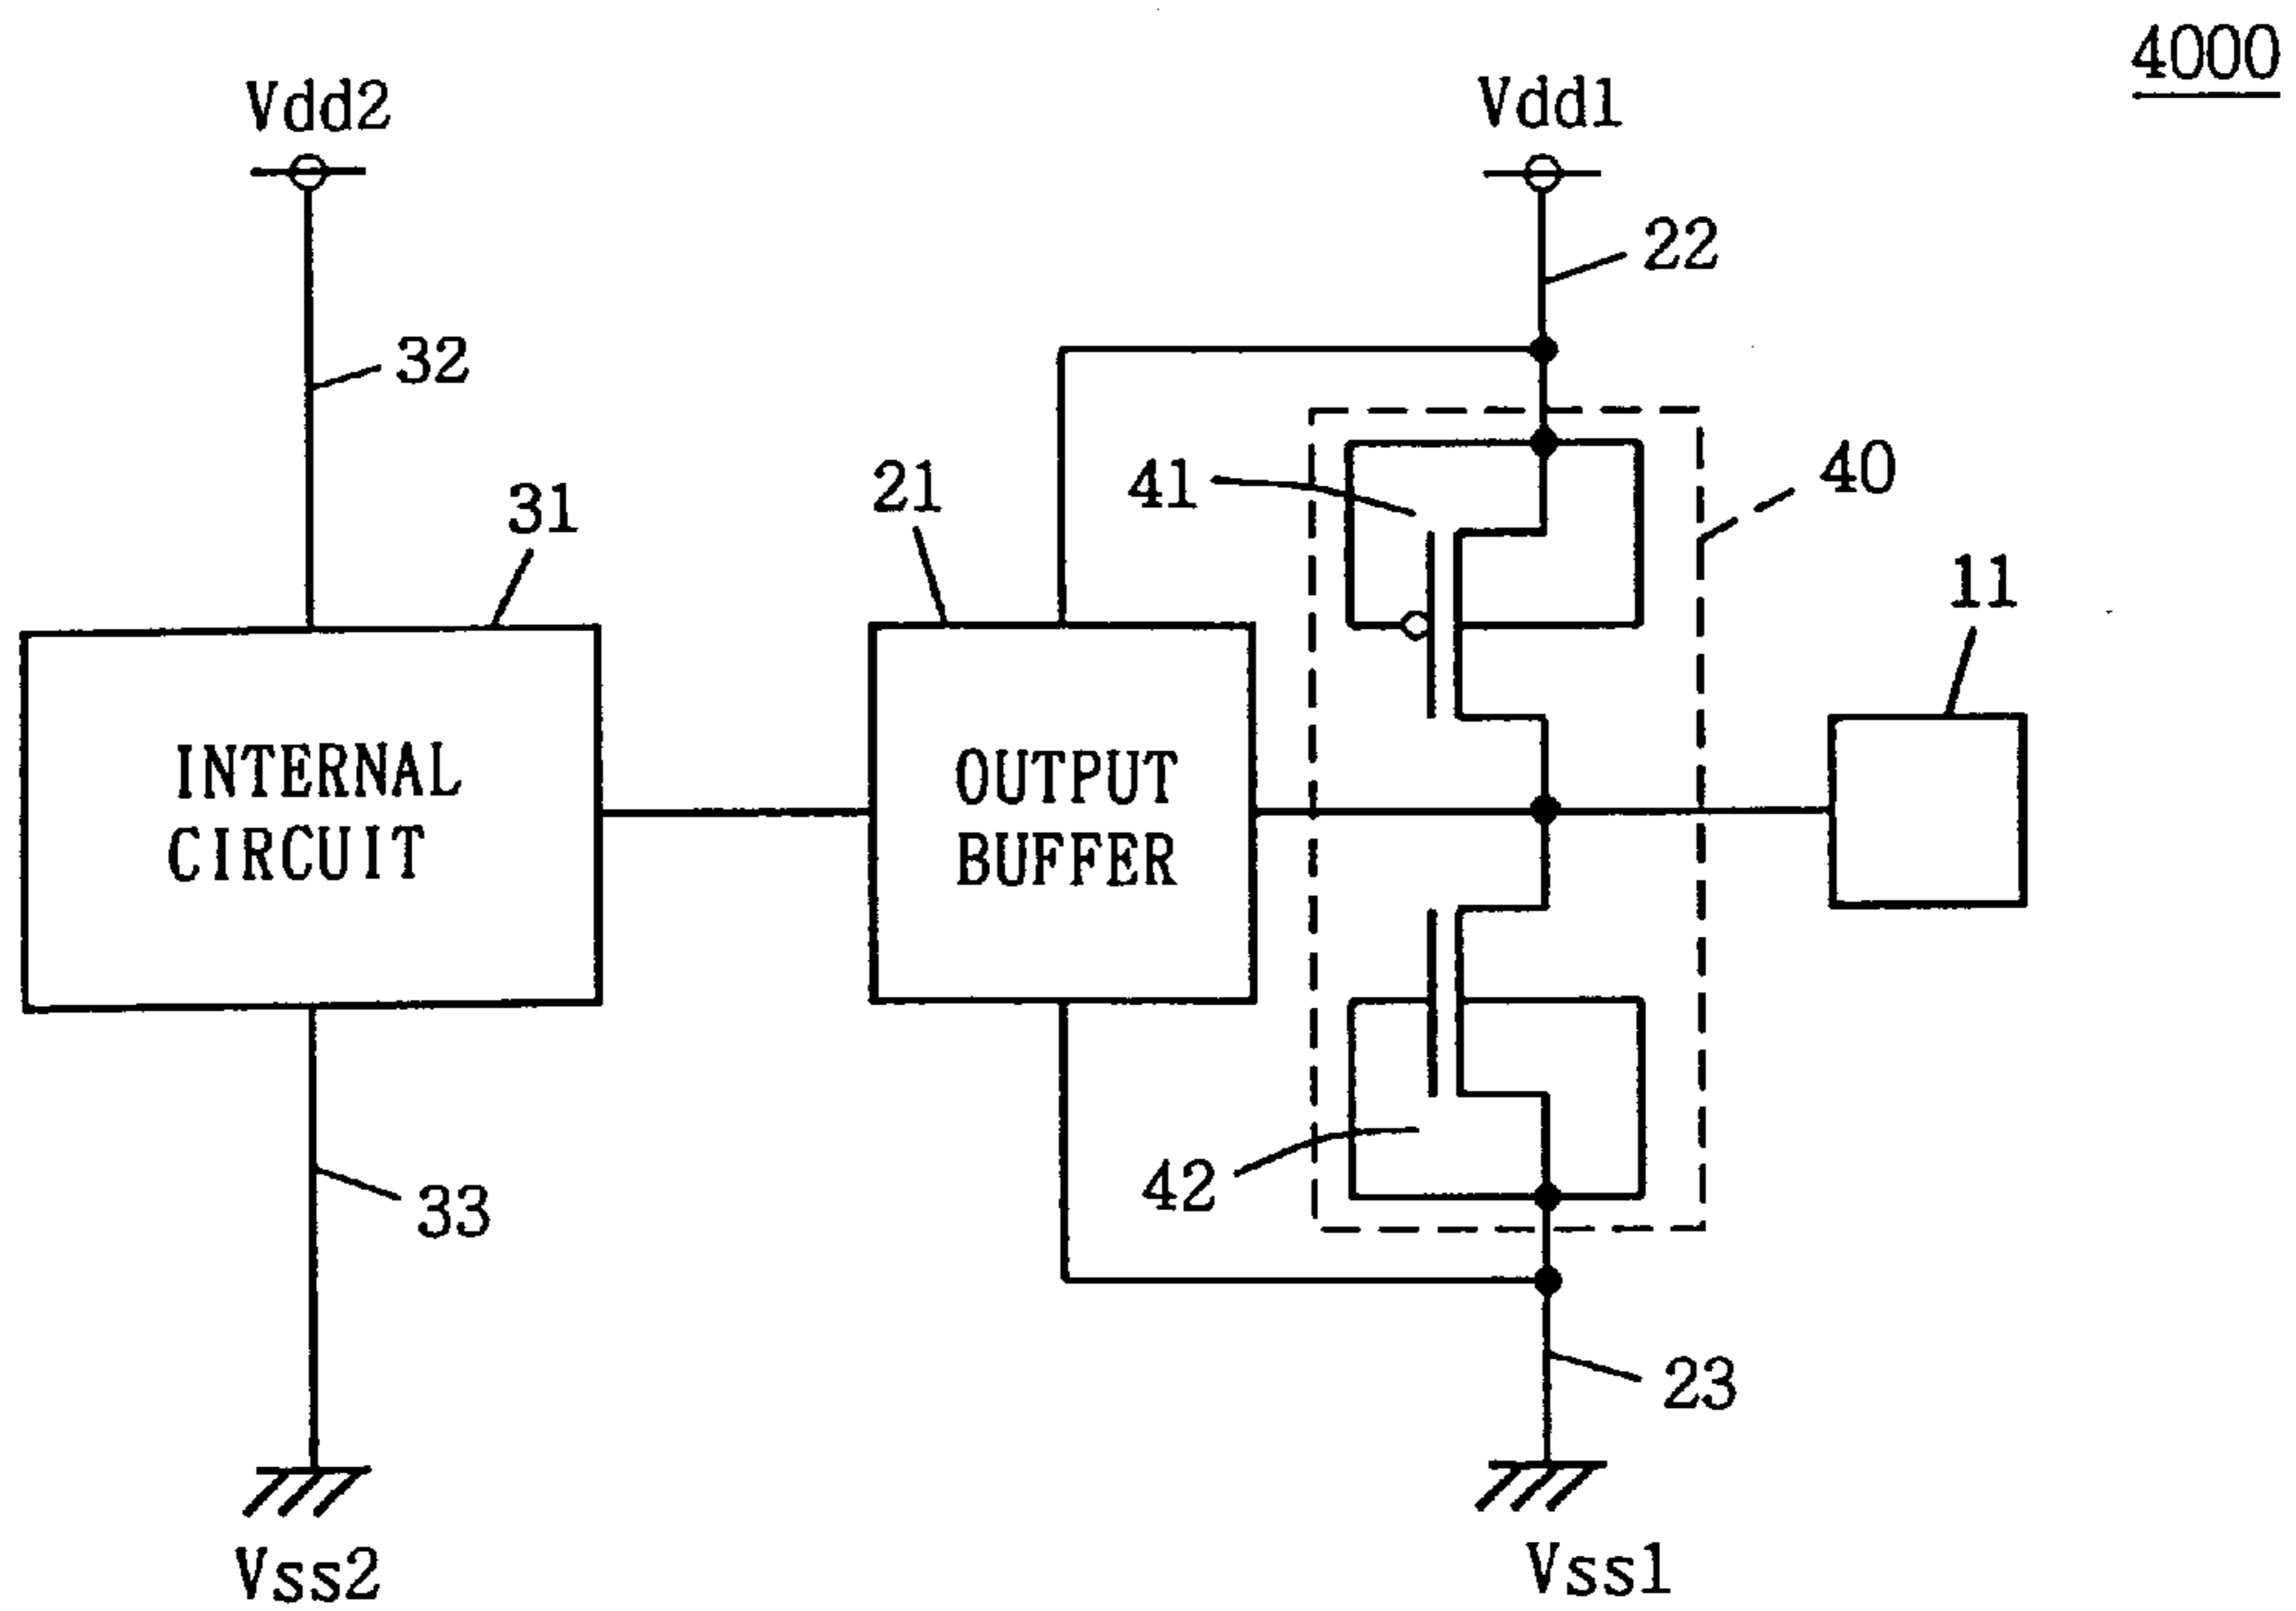 4000
Vdd2
Vdd1
22
32
41
40
21
31
11
INTERNAL
CIRCUIT
OUTPUT
BUFFER
42
33
23
Vss2
Vss1